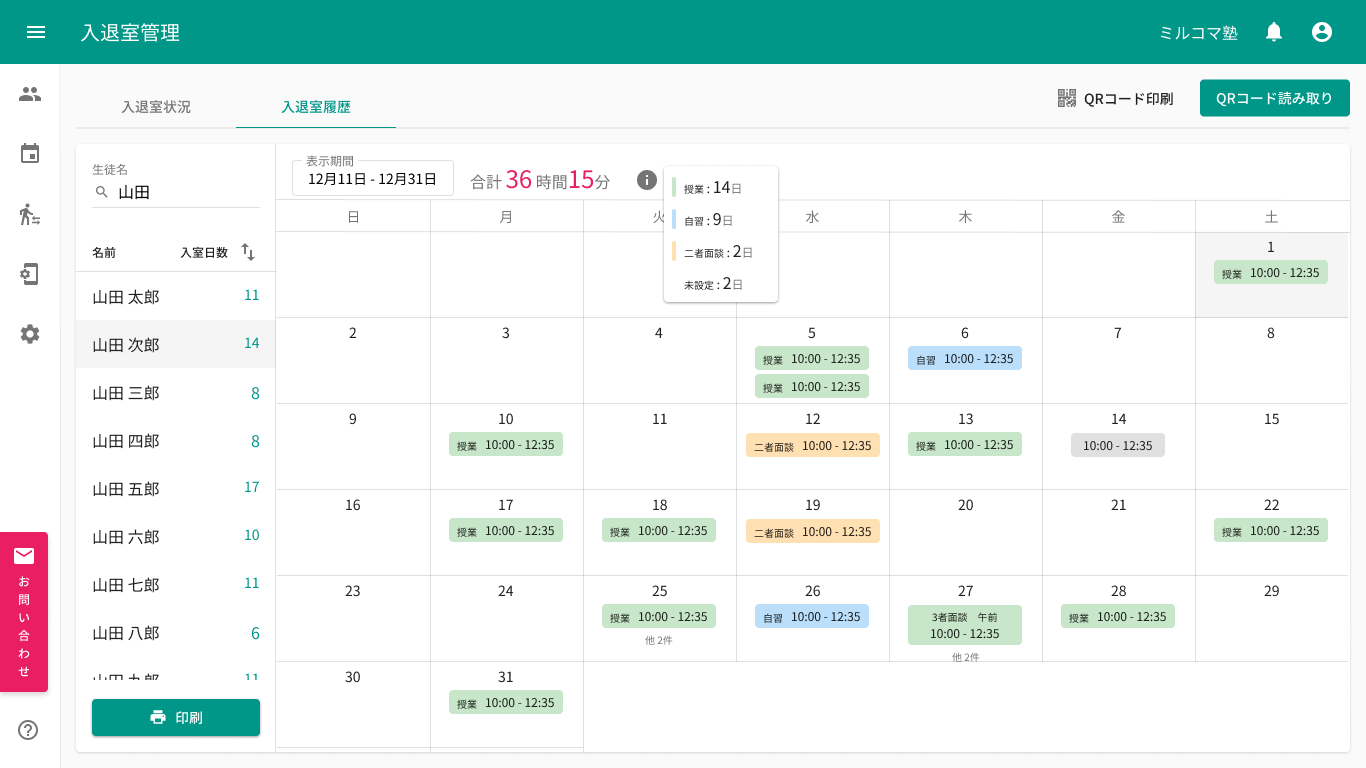 入退室管理
ミルコマ塾
入退室状況
入退室履歴
QRコード印刷
QRコード読み取り
生徒名
山田
名前 入室日数
山田 太郎 11
山田 次郎 14
山田 三郎 8
山田 四郎 8
山田 五郎 17
山田 六郎 10
山田 七郎 11
山田 八郎 6
山田 九郎 11
印刷
お問い合わせ
表示期間
12月11日 - 12月31日
合計 36 時間15分
授業 : 14日
自習 : 9日
二者面談 : 2日
未設定 : 2日
日 月 火 水 木 金 土
1
授業 10:00 - 12:35
2 3 4 5 6 7 8
授業 10:00 - 12:35
授業 10:00 - 12:35
自習 10:00 - 12:35
9 10 11 12 13 14 15
授業 10:00 - 12:35
二者面談 10:00 - 12:35
授業 10:00 - 12:35
10:00 - 12:35
16 17 18 19 20 21 22
授業 10:00 - 12:35
授業 10:00 - 12:35
二者面談 10:00 - 12:35
授業 10:00 - 12:35
23 24 25 26 27 28 29
授業 10:00 - 12:35
他 2件
自習 10:00 - 12:35
3者面談 午前
10:00 - 12:35
他 2件
授業 10:00 - 12:35
30 31
授業 10:00 - 12:35